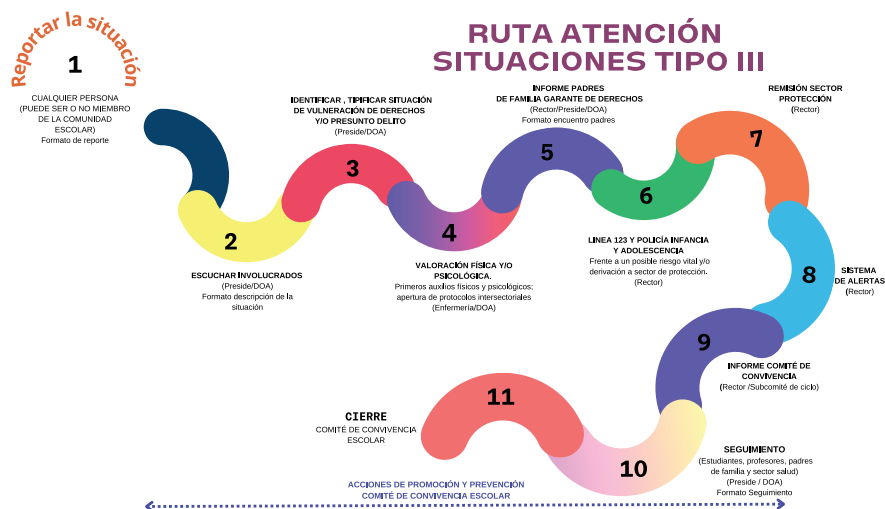 RUTA ATENCIÓN
SITUACIONES TIPO III
Reportar la situación
1
CUALQUIER PERSONA
(PUEDE SER O NO MIEMBRO
DE LA COMUNIDAD
ESCOLAR)
Formato de reporte
2
ESCUCHAR INVOLUCRADOS
(Preside/DOA)
Formato descripción de la
situación
IDENTIFICAR , TIPIFICAR SITUACIÓN
DE VULNERACIÓN DE DERECHOS
Y/O PRESUNTO DELITO
(Preside/DOA)
3
4
VALORACIÓN FÍSICA Y/O
PSICOLÓGICA.
Primeros auxilios físicos y psicológicos;
apertura de protocolos intersectoriales
(Enfermería/DOA)
INFORME PADRES
DE FAMILIA GARANTE DE DERECHOS
(Rector/Preside/DOA)
Formato encuentro padres
5
6
LINEA 123 Y POLICÍA INFANCIA
Y ADOLESCENCIA
Frente a un posible riesgo vital y/o
derivación a sector de protección.
(Rector)
REMISIÓN SECTOR
PROTECCIÓN
(Rector)
7
8
SISTEMA
DE ALERTAS
(Rector)
9
INFORME COMITÉ DE
CONVIVENCIA
(Rector /Subcomité de ciclo)
10
SEGUIMIENTO
(Estudiantes, profesores, padres
de familia y sector salud)
(Preside / DOA)
Formato Seguimiento
11
CIERRE
COMITÉ DE CONVIVENCIA
ESCOLAR
ACCIONES DE PROMOCIÓN Y PREVENCIÓN
COMITÉ DE CONVIVENCIA ESCOLAR